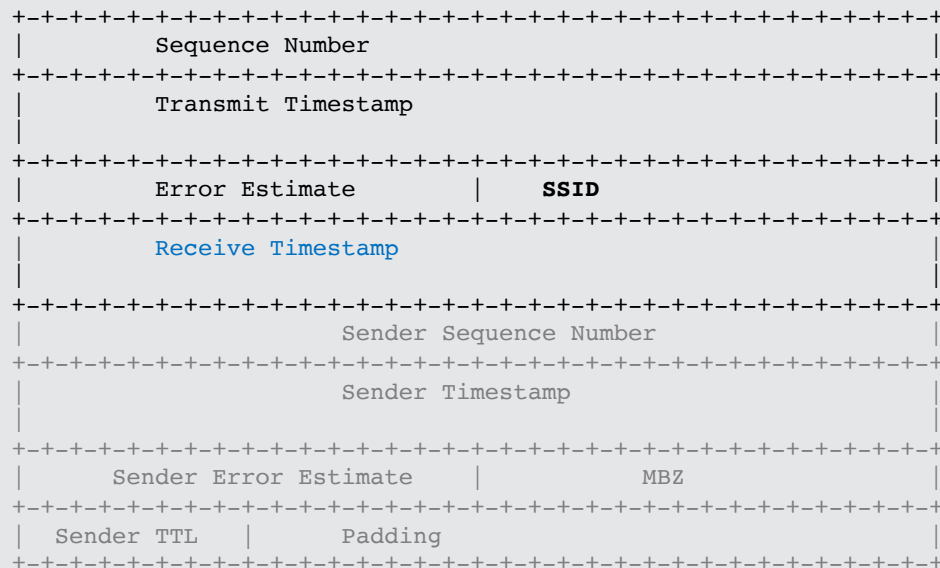 +-+-+-+-+-+-+-+-+-+-+-+-+-+-+-+-+-+-+-+-+-+-+-+-+-+-+-+-+-+-+-+-+
|         Sequence Number                                       |
+-+-+-+-+-+-+-+-+-+-+-+-+-+-+-+-+-+-+-+-+-+-+-+-+-+-+-+-+-+-+-+-+
|         Transmit Timestamp                                    |
|                                                               |
+-+-+-+-+-+-+-+-+-+-+-+-+-+-+-+-+-+-+-+-+-+-+-+-+-+-+-+-+-+-+-+-+
|         Error Estimate        |    SSID                       |
+-+-+-+-+-+-+-+-+-+-+-+-+-+-+-+-+-+-+-+-+-+-+-+-+-+-+-+-+-+-+-+-+
|         Receive Timestamp                                     |
|                                                               |
+-+-+-+-+-+-+-+-+-+-+-+-+-+-+-+-+-+-+-+-+-+-+-+-+-+-+-+-+-+-+-+-+
|                      Sender Sequence Number                   |
+-+-+-+-+-+-+-+-+-+-+-+-+-+-+-+-+-+-+-+-+-+-+-+-+-+-+-+-+-+-+-+-+
|                      Sender Timestamp                         |
|                                                               |
+-+-+-+-+-+-+-+-+-+-+-+-+-+-+-+-+-+-+-+-+-+-+-+-+-+-+-+-+-+-+-+-+
|      Sender Error Estimate    |           MBZ                 |
+-+-+-+-+-+-+-+-+-+-+-+-+-+-+-+-+-+-+-+-+-+-+-+-+-+-+-+-+-+-+-+-+
|  Sender TTL   |      Padding                                  |
+-+-+-+-+-+-+-+-+-+-+-+-+-+-+-+-+-+-+-+-+-+-+-+-+-+-+-+-+-+-+-+-+